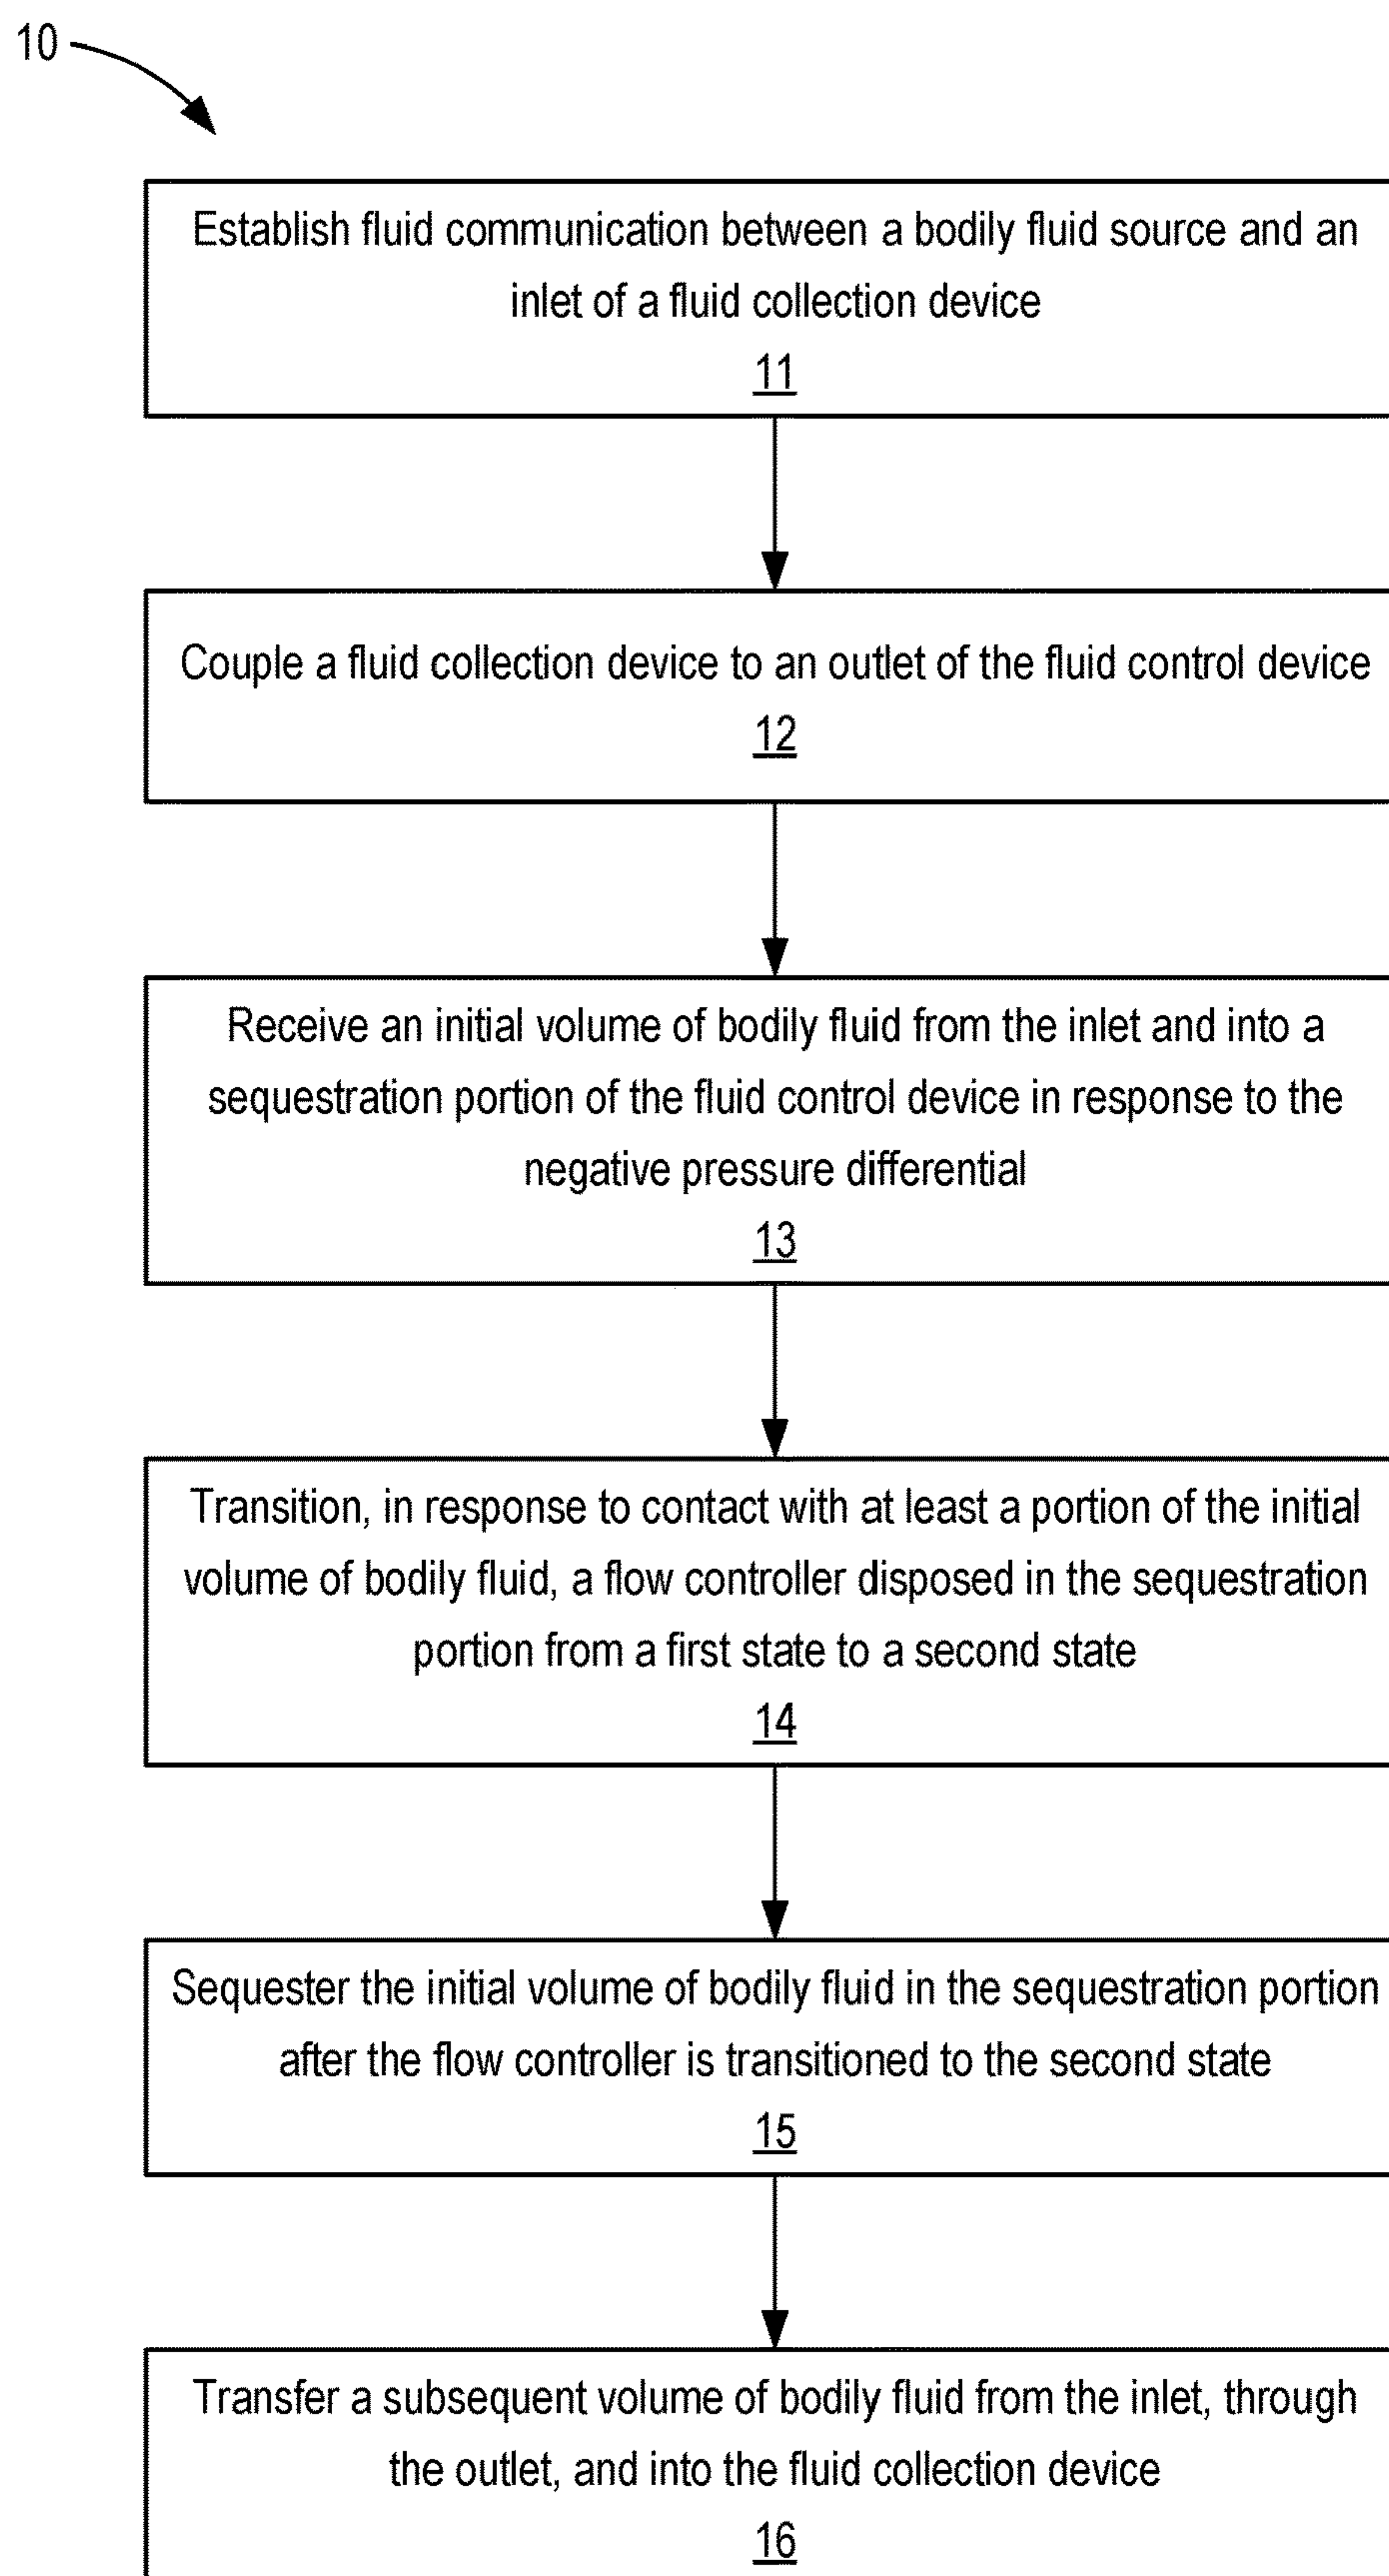 10
Establish fluid communication between a bodily fluid source and an
inlet of a fluid collection device
11
Couple a fluid collection device to an outlet of the fluid control device
12
Receive an initial volume of bodily fluid from the inlet and into a
sequestration portion of the fluid control device in response to the
negative pressure differential
13
Transition, in response to contact with at least a portion of the initial
volume of bodily fluid, a flow controller disposed in the sequestration
portion from a first state to a second state
14
Sequester the initial volume of bodily fluid in the sequestration portion
after the flow controller is transitioned to the second state
15
Transfer a subsequent volume of bodily fluid from the inlet, through
the outlet, and into the fluid collection device
16